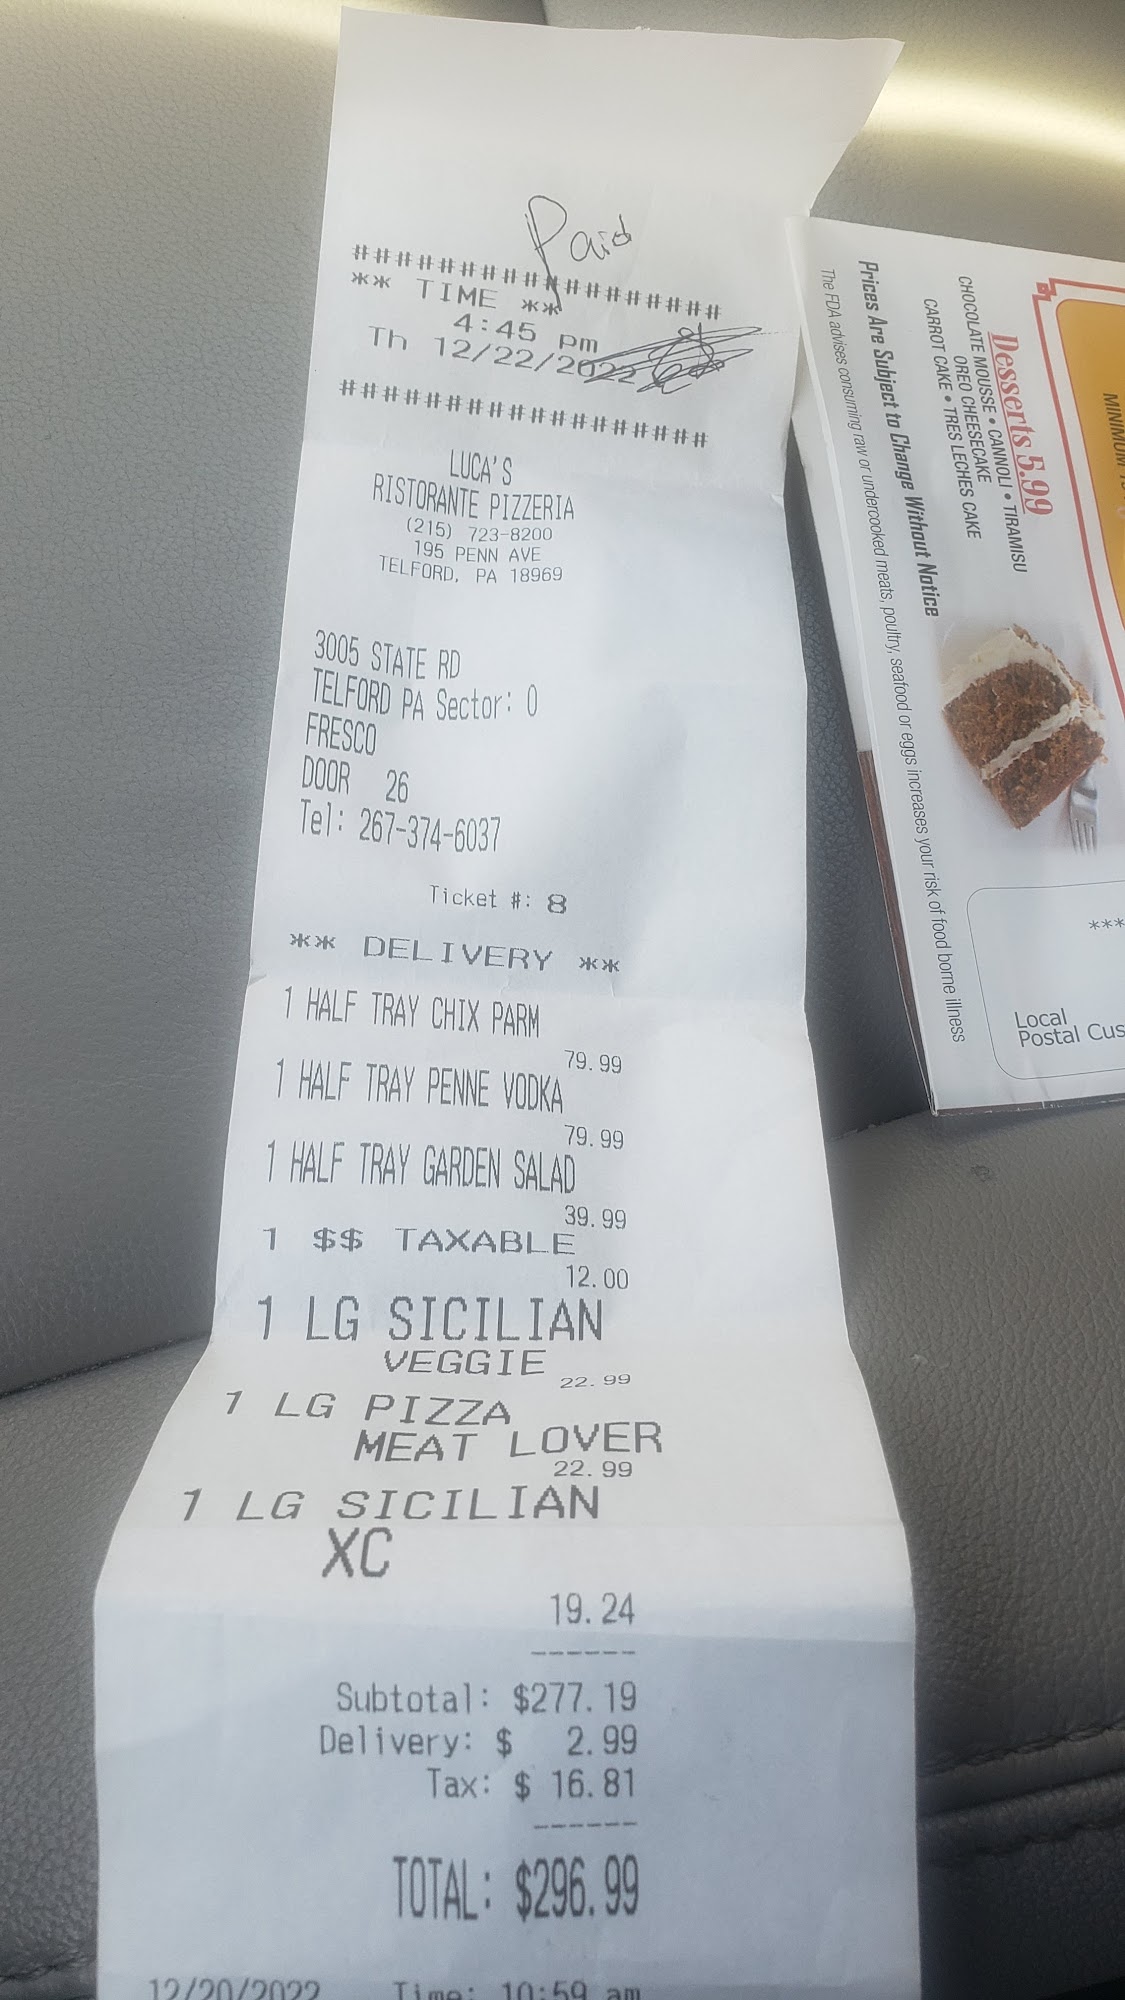 Paid
##################
** TIME **
4:45 pm
Th 12/22/2022
##################
LUCA'S
RISTORANTE PIZZERIA
(215) 723-8200
195 PENN AVE
TELFORD, PA 18969
3005 STATE RD
TELFORD PA Sector: 0
FRESCO
DOOR 26
Tel: 267-374-6037
Ticket #: 8
** DELIVERY **
1 HALF TRAY CHIX PARM
79.99
1 HALF TRAY PENNE VODKA
79.99
1 HALF TRAY GARDEN SALAD
39.99
1 $$ TAXABLE
12.00
1 LG SICILIAN
VEGGIE
22.99
1 LG PIZZA
MEAT LOVER
22.99
1 LG SICILIAN
XC
19.24
------
Subtotal: $277.19
Delivery: $ 2.99
Tax: $ 16.81
------
TOTAL: $296.99
12/20/2022 Time: 10:59 am
MINIMUM
Desserts 5.99
CHOCOLATE MOUSSE • CANNOLI • TIRAMISU
OREO CHEESECAKE
CARROT CAKE • TRES LECHES CAKE
Prices Are Subject to Change Without Notice
The FDA advises consuming raw or undercooked meats, poultry, seafood or eggs increases your risk of food borne illness
***
Local
Postal Cus